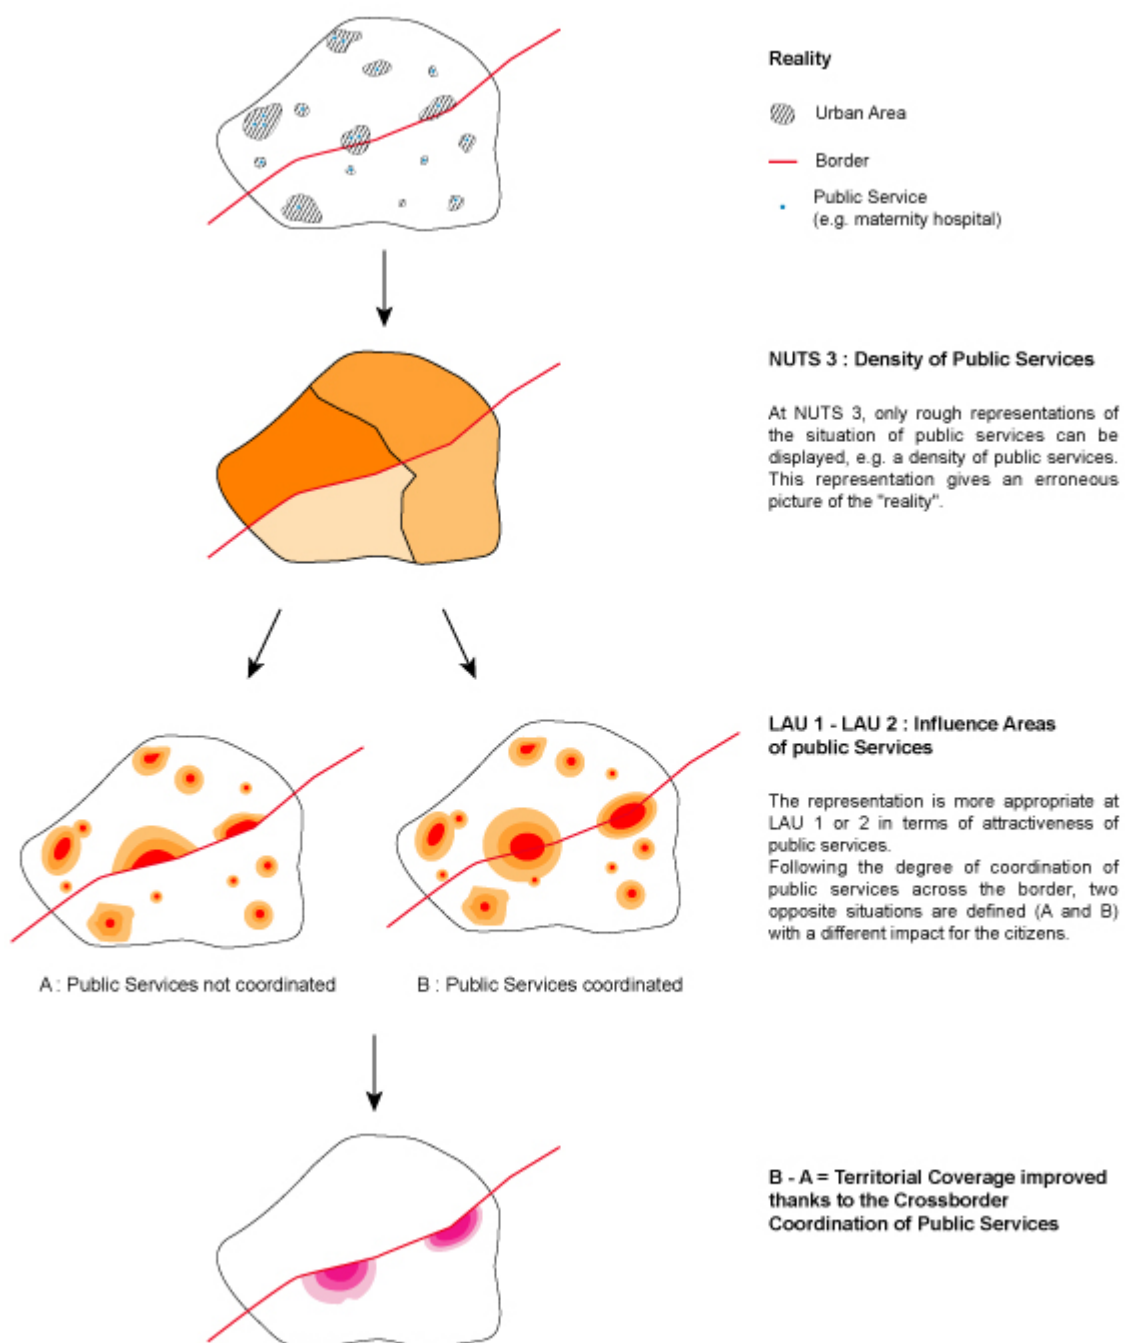 Reality
Urban Area
Border
Public Service
(e.g. maternity hospital)
NUTS 3 : Density of Public Services
At NUTS 3, only rough representations of
the situation of public services can be
displayed, e.g. a density of public services.
This representation gives an erroneous
picture of the "reality".
LAU 1 - LAU 2 : Influence Areas
of public Services
The representation is more appropriate at
LAU 1 or 2 in terms of attractiveness of
public services.
Following the degree of coordination of
public services across the border, two
opposite situations are defined (A and B)
with a different impact for the citizens.
A : Public Services not coordinated
B : Public Services coordinated
B - A = Territorial Coverage improved
thanks to the Crossborder
Coordination of Public Services